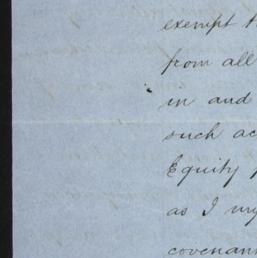 exempt
from all
in and
such ac
Equity
as I my
covenan